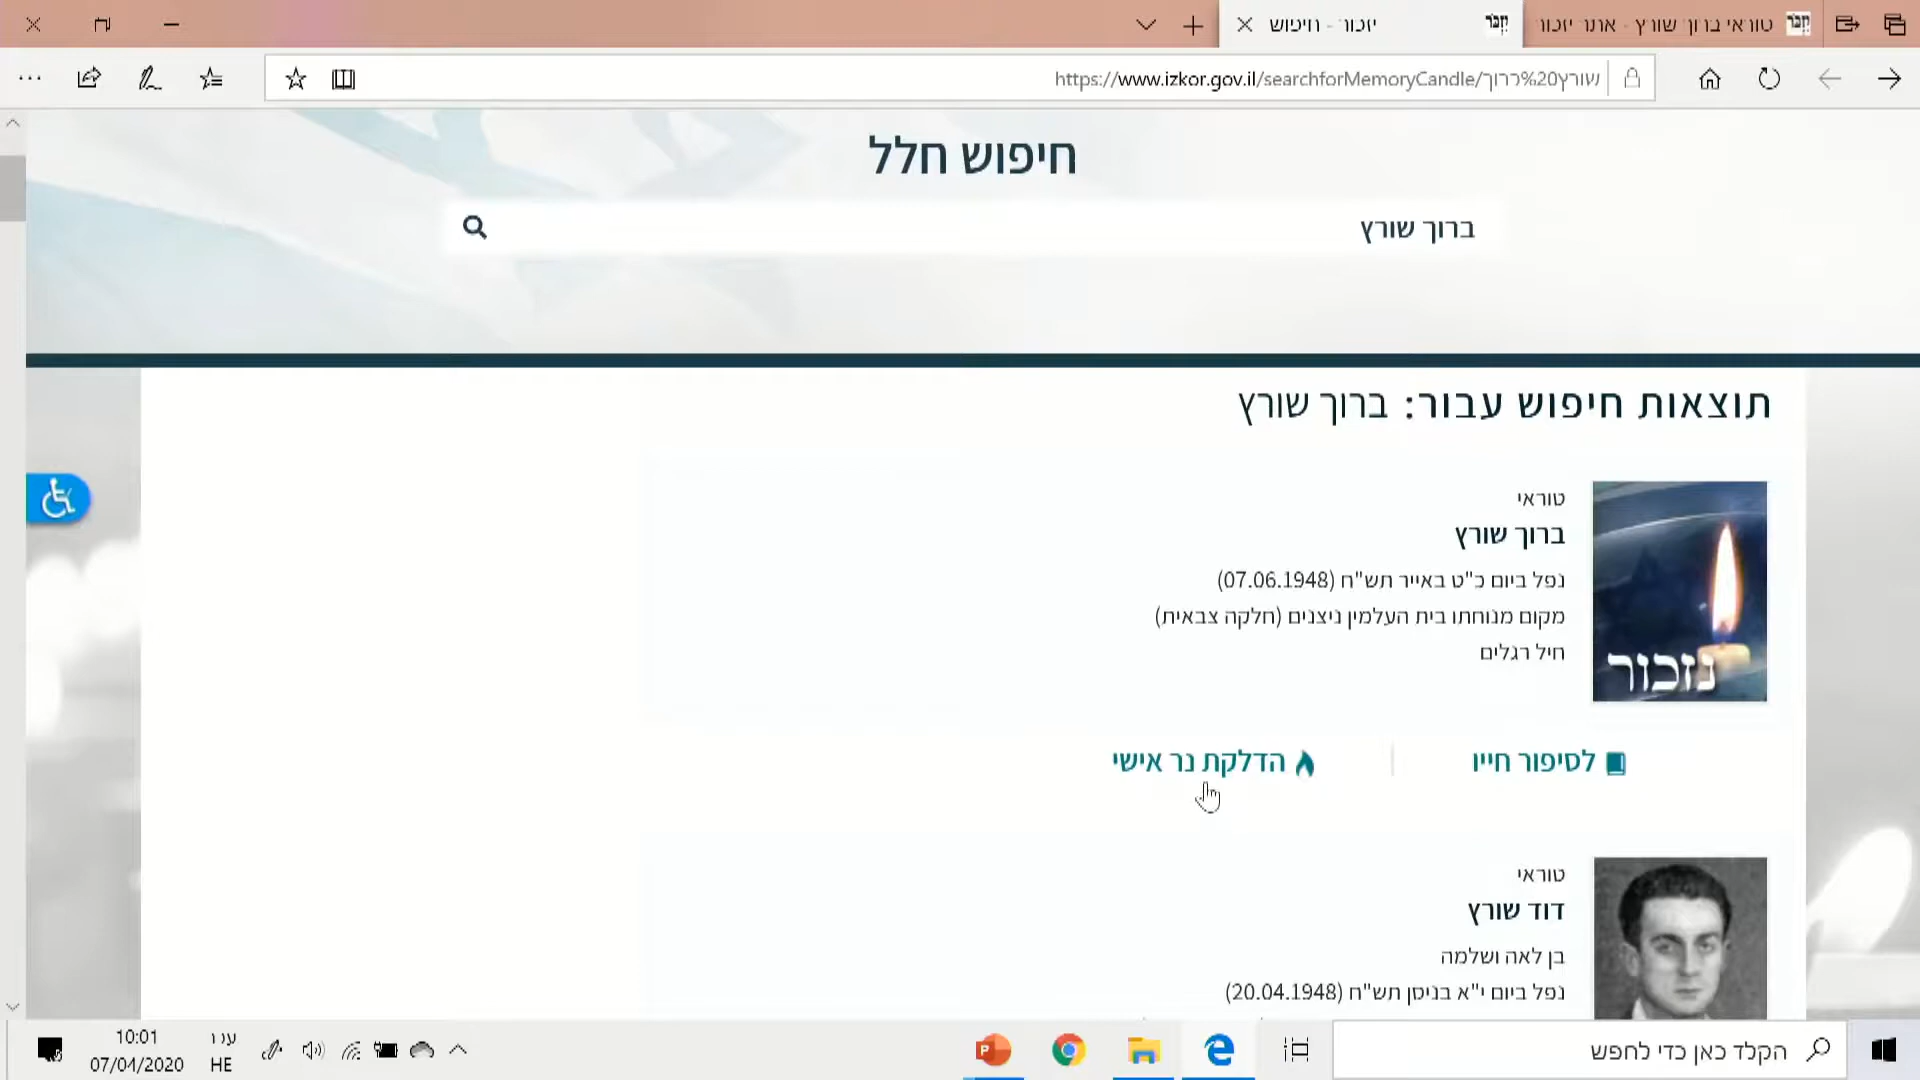 טוראי ברוך שורץ - אתר יזכור
יזכור - חיפוש
https://www.izkor.gov.il/searchforMemoryCandle/ברוך%20שורץ
חיפוש חלל
ברוך שורץ
תוצאות חיפוש עבור: ברוך שורץ
טוראי
ברוך שורץ
נפל ביום כ"ט באייר תש"ח (07.06.1948)
מקום מנוחתו בית העלמין ניצנים (חלקה צבאית)
חיל רגלים
נזכור
לסיפור חייו
הדלקת נר אישי
טוראי
דוד שורץ
בן לאה ושלמה
נפל ביום י"א בניסן תש"ח (20.04.1948)
הקלד כאן כדי לחפש
עבר
HE
10:01
07/04/2020